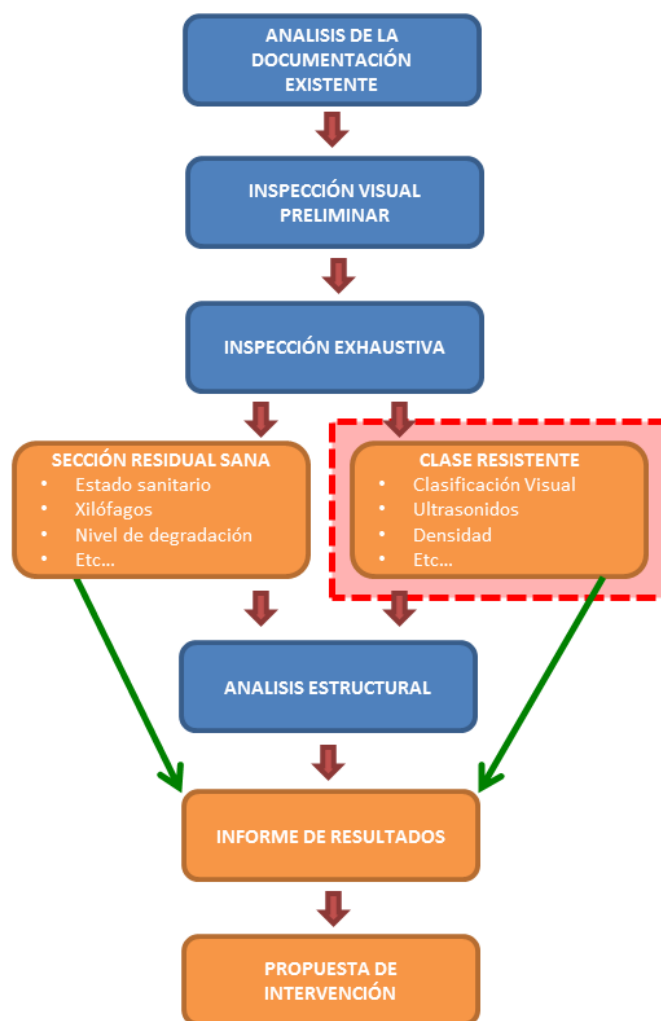 ANALISIS DE LA
DOCUMENTACIÓN
EXISTENTE
INSPECCIÓN VISUAL
PRELIMINAR
INSPECCIÓN EXHAUSTIVA
SECCIÓN RESIDUAL SANA
• Estado sanitario
• Xilófagos
• Nivel de degradación
• Etc...
CLASE RESISTENTE
• Clasificación Visual
• Ultrasonidos
• Densidad
• Etc...
ANALISIS ESTRUCTURAL
INFORME DE RESULTADOS
PROPUESTA DE
INTERVENCIÓN